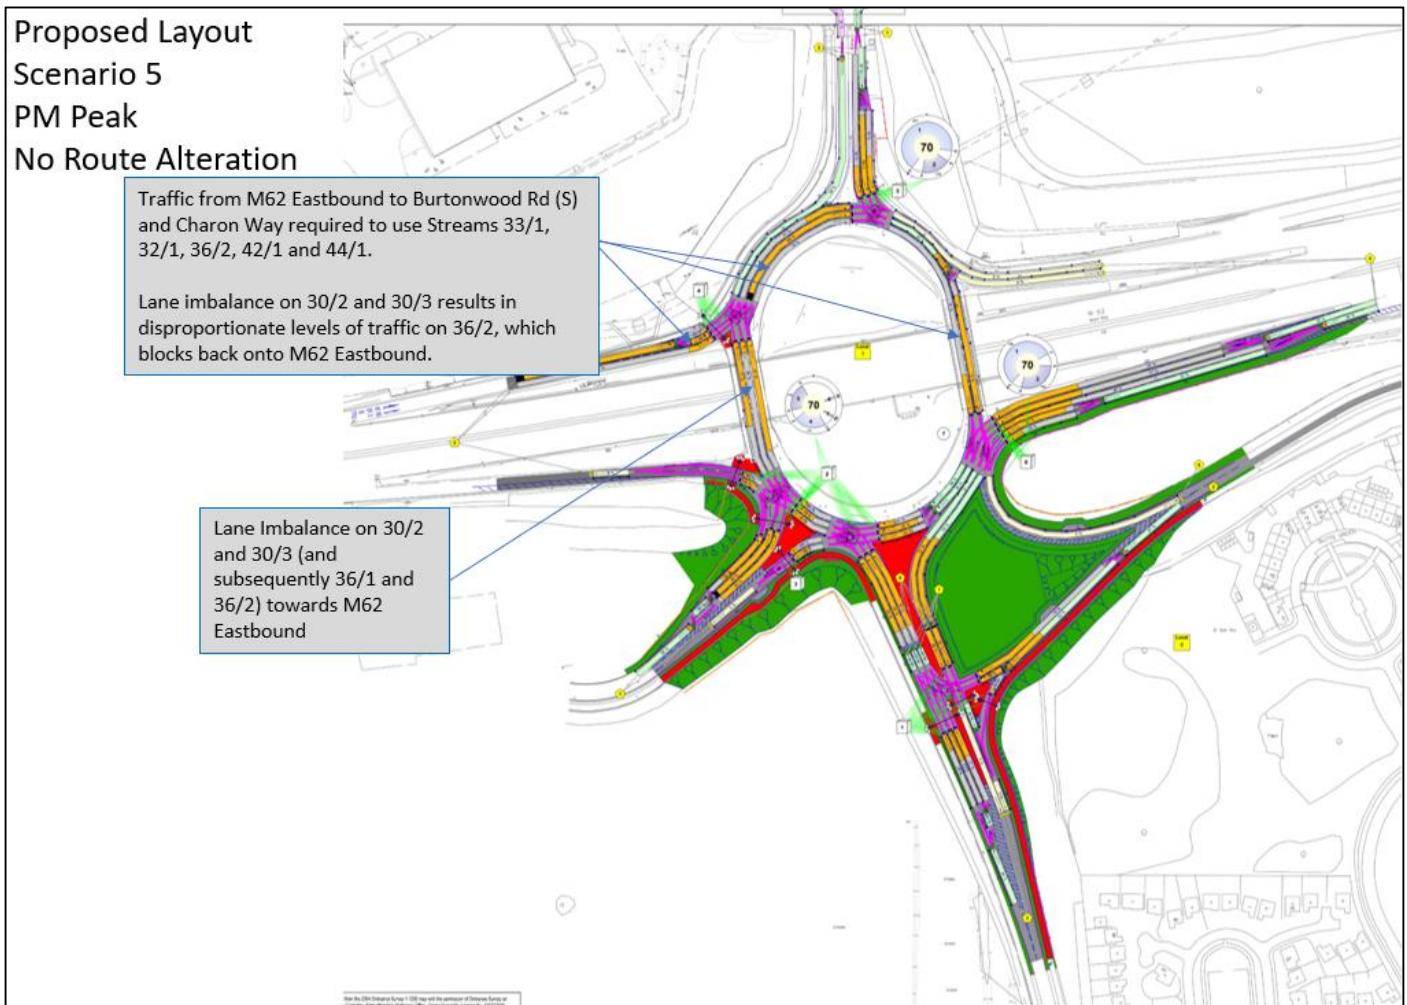 Proposed Layout
Scenario 5
PM Peak
No Route Alteration
Traffic from M62 Eastbound to Burtonwood Rd (S)
and Charon Way required to use Streams 33/1,
32/1, 36/2, 42/1 and 44/1.
Lane imbalance on 30/2 and 30/3 results in
disproportionate levels of traffic on 36/2, which
blocks back onto M62 Eastbound.
Lane Imbalance on 30/2
and 30/3 (and
subsequently 36/1 and
36/2) towards M62
Eastbound
70
70
70